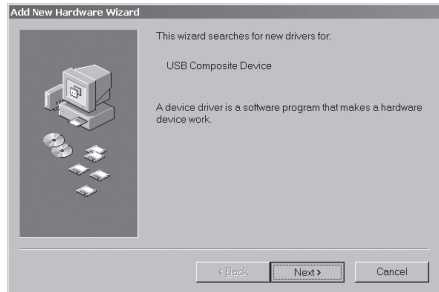 Add New Hardware Wizard
This wizard searches for new drivers for:
USB Composite Device
A device driver is a software program that makes a hardware
device work.
< Back
Next >
Cancel